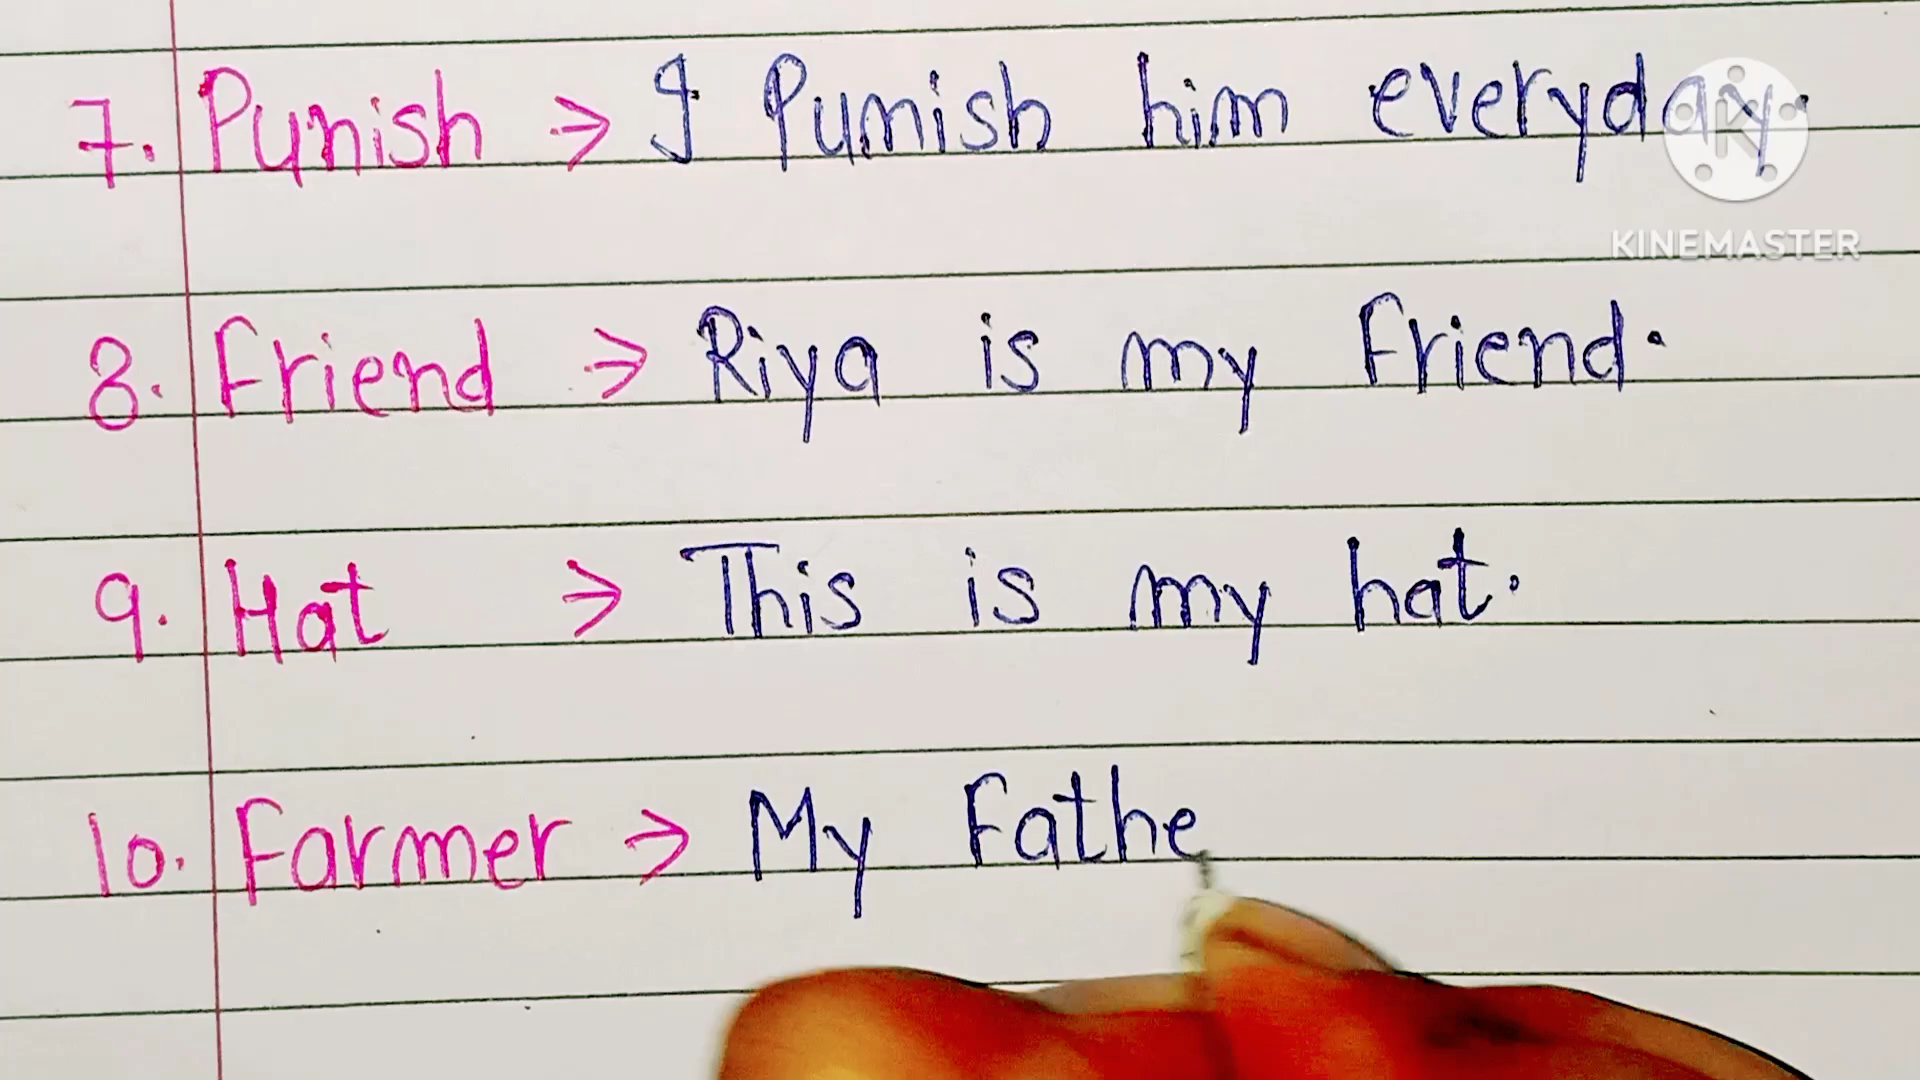 7. Punish → I Punish him everyday.
KINEMASTER
8. Friend → Riya is my Friend.
9. Hat → This is my hat.
10. Farmer → My Fathe